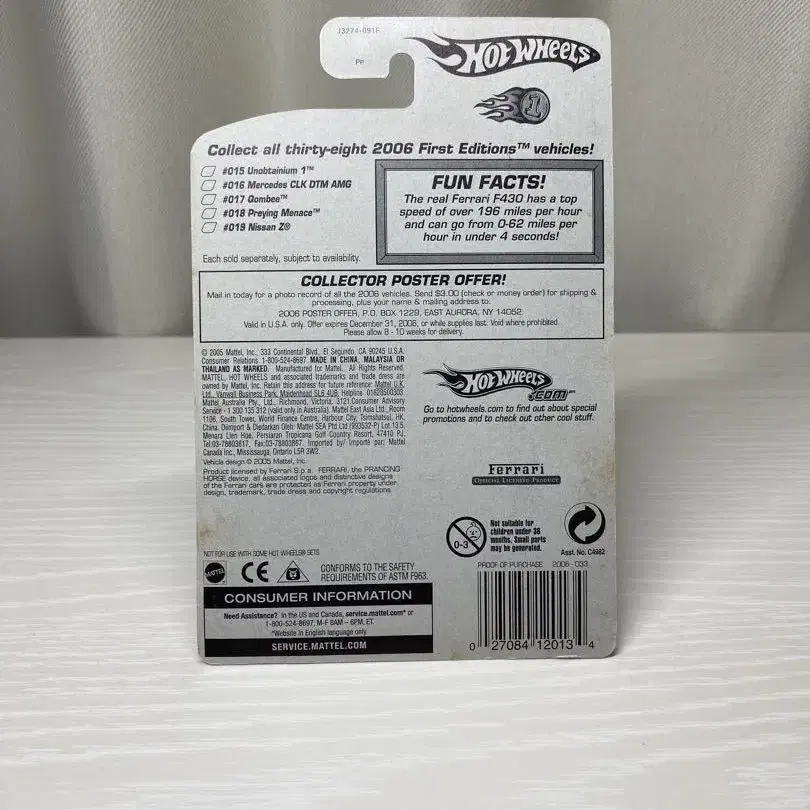 J3274-091F
PP
HOT WHEELS
1
Collect all thirty-eight 2006 First Editions™ vehicles!
#015 Unobtainium 1™
#016 Mercedes CLK DTM AMG
#017 Qombee™
#018 Preying Menace™
#019 Nissan Z®
Each sold separately, subject to availability.
FUN FACTS!
The real Ferrari F430 has a top
speed of over 196 miles per hour
and can go from 0-62 miles per
hour in under 4 seconds!
COLLECTOR POSTER OFFER!
Mail in today for a photo record of all the 2006 vehicles. Send $3.00 (check or money order) for shipping &
processing, plus your name & mailing address to:
2006 POSTER OFFER, P.O. BOX 1229, EAST AURORA, NY 14052
Valid in U.S.A. only. Offer expires December 31, 2006, or while supplies last. Void where prohibited.
Please allow 8 - 10 weeks for delivery.
© 2005 Mattel, Inc., 333 Continental Blvd., El Segundo, CA 90245 U.S.A.
Consumer Relations 1-800-524-8697. MADE IN CHINA, MALAYSIA OR
THAILAND AS MARKED. Manufactured for Mattel. All Rights Reserved.
MATTEL, HOT WHEELS and associated trademarks and trade dress are
owned by Mattel, Inc. Retain this address for future reference: Mattel U.K.
Ltd., Vanwall Business Park, Maidenhead SL6 4UB. Helpline 01628500303.
Mattel Australia Pty., Ltd., Richmond, Victoria. 3121.Consumer Advisory
Service - 1 300 135 312 (valid only in Australia). Mattel East Asia Ltd., Room
1106, South Tower, World Finance Centre, Harbour City, Tsimshatsui, HK,
China. Diimport & Diedarkan Oleh: Mattel SEA Ptd Ltd (993532-P) Lot 13.5,
Menara Lien Hoe, Persiaran Tropicana Golf Country Resort, 47410 PJ.
Tel:03-78803817, Fax:03-78803867. Imported by/ Importé par: Mattel
Canada Inc., Mississauga, Ontario L5R 3W2.
Vehicle design © 2005 Mattel, Inc.
Product licensed by Ferrari S.p.a. FERRARI, the PRANCING
HORSE device, all associated logos and distinctive designs
of the Ferrari cars are protected as Ferrari property under
design, trademark, trade dress and copyright regulations.
HOT WHEELS
.COM™
Go to hotwheels.com to find out about special
promotions and to check out other cool stuff.
Ferrari
OFFICIAL LICENSED PRODUCT
0-3
Not suitable for
children under 36
months. Small parts
may be generated.
Asst. No. C4982
NOT FOR USE WITH SOME HOT WHEELS® SETS
MATTEL
CE
CONFORMS TO THE SAFETY
REQUIREMENTS OF ASTM F963.
CONSUMER INFORMATION
Need Assistance? In the US and Canada, service.mattel.com* or
1-800-524-8697, M-F 8AM – 6PM, ET.
*Website in English language only.
SERVICE.MATTEL.COM
PROOF OF PURCHASE 2006 - 033
0 27084 12013 4